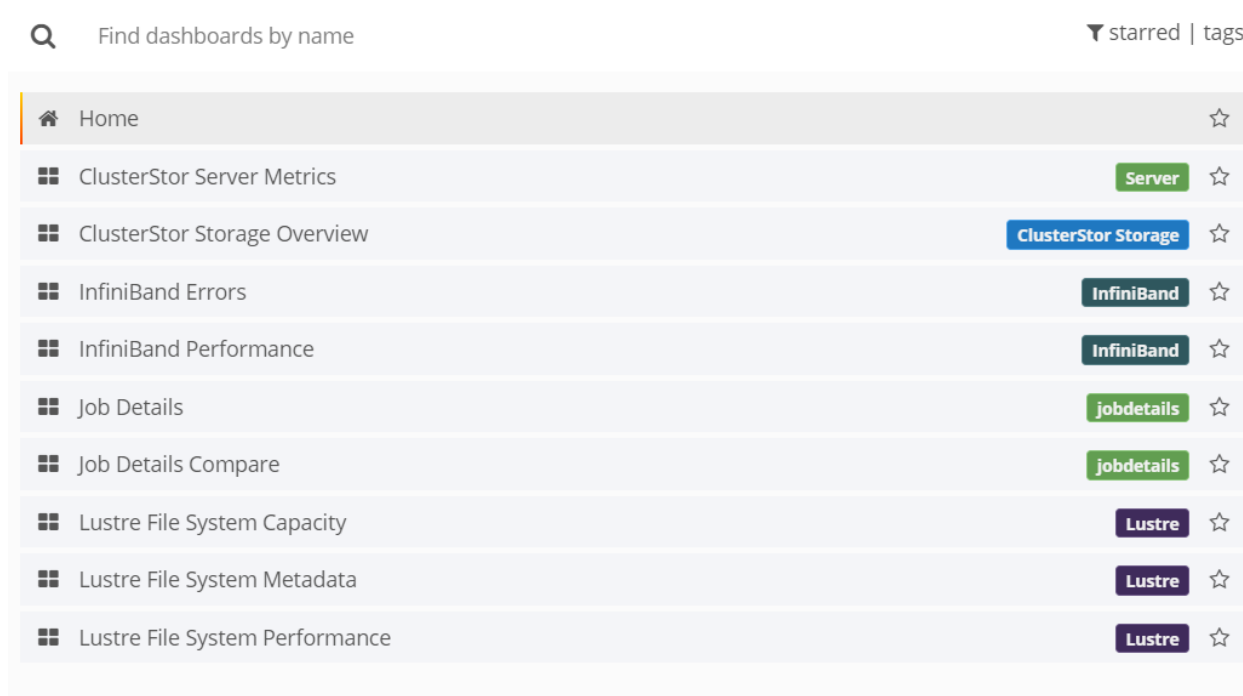 Find dashboards by name starred | tags
Home
ClusterStor Server Metrics Server
ClusterStor Storage Overview ClusterStor Storage
InfiniBand Errors InfiniBand
InfiniBand Performance InfiniBand
Job Details jobdetails
Job Details Compare jobdetails
Lustre File System Capacity Lustre
Lustre File System Metadata Lustre
Lustre File System Performance Lustre